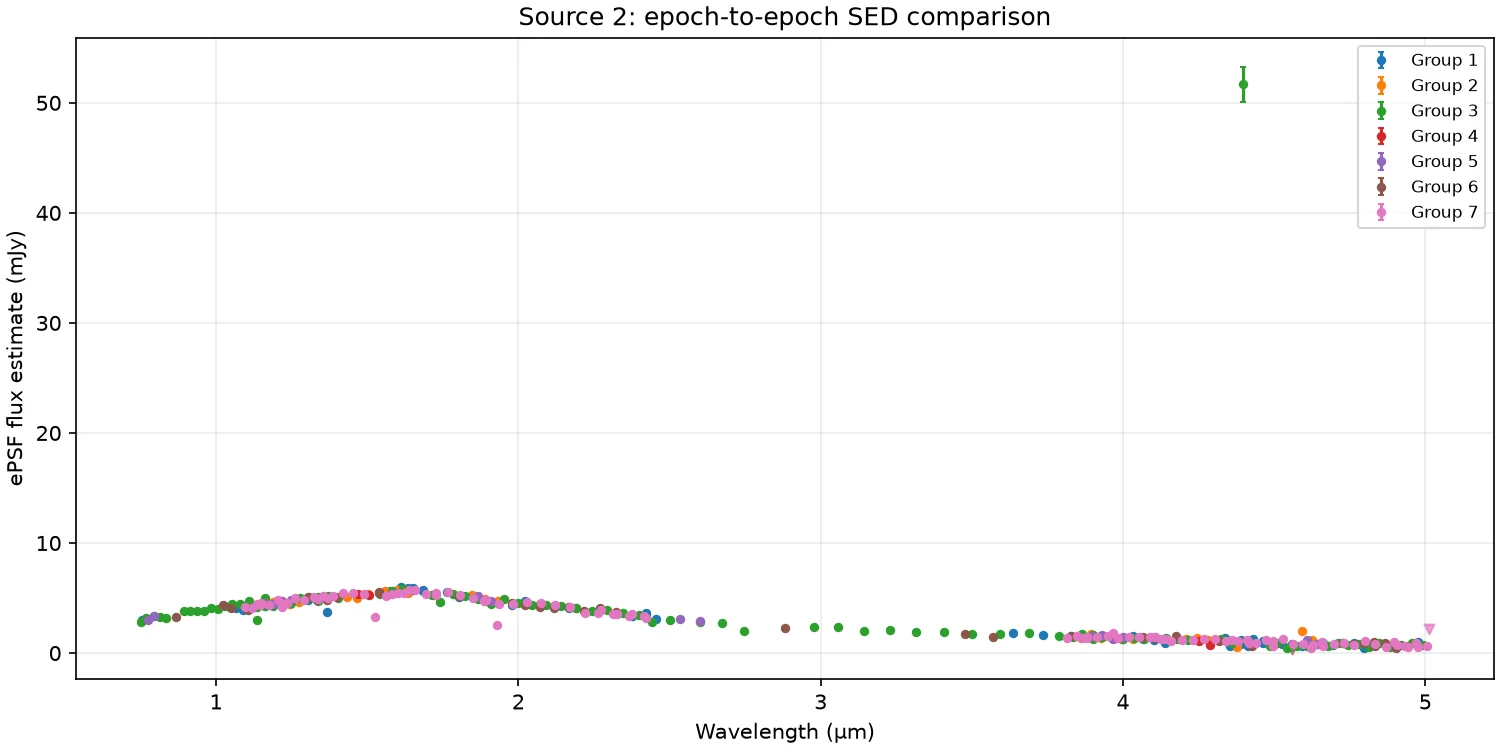 Source 2: epoch-to-epoch SED comparison
ePSF flux estimate (mJy)
50
40
30
20
10
0
Group 1
Group 2
Group 3
Group 4
Group 5
Group 6
Group 7
1 2 3 4 5
Wavelength (μm)